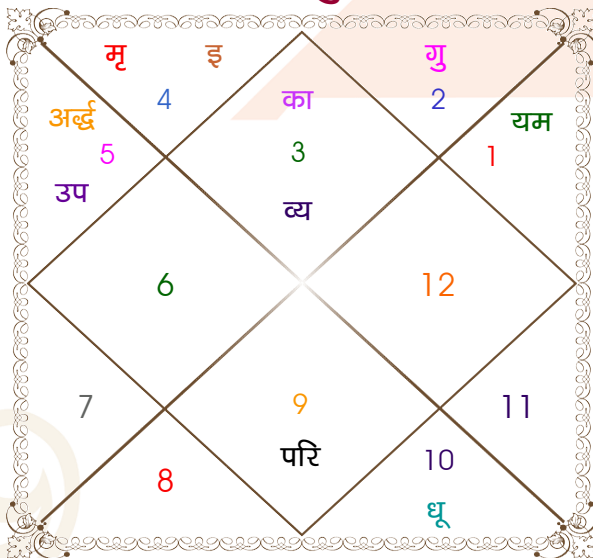 मृ इ गु
4 का 2
अर्द्ध यम
5 3 1
उप व्य
6 12
7 9 11
परि 10
8
धू